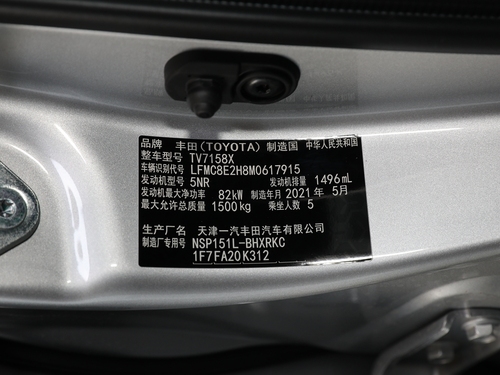 品牌 丰田(TOYOTA) 制造国 中华人民共和国
整车型号 TV7158X
车辆识别代号 LFMC8E2H8M0617915
发动机型号 5NR 发动机排量 1496mL
发动机最大净功率 82kW 制造年月 2021年 5月
最大允许总质量 1500kg 乘坐人数 5
生产厂名 天津一汽丰田汽车有限公司
制造厂专用号 NSP151L-BHXRKC
1F7FA20K312